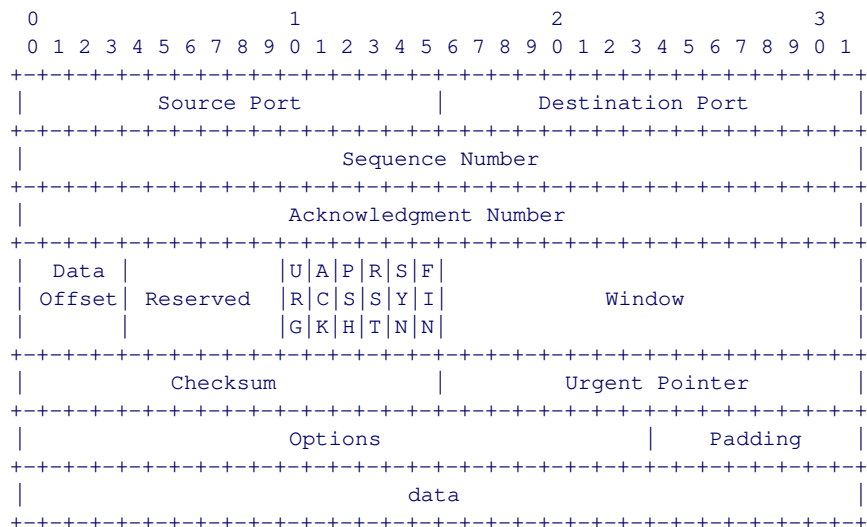 0                   1                   2                   3
0 1 2 3 4 5 6 7 8 9 0 1 2 3 4 5 6 7 8 9 0 1 2 3 4 5 6 7 8 9 0 1
+-+-+-+-+-+-+-+-+-+-+-+-+-+-+-+-+-+-+-+-+-+-+-+-+-+-+-+-+-+-+-+-+
|          Source Port          |       Destination Port        |
+-+-+-+-+-+-+-+-+-+-+-+-+-+-+-+-+-+-+-+-+-+-+-+-+-+-+-+-+-+-+-+-+
|                        Sequence Number                        |
+-+-+-+-+-+-+-+-+-+-+-+-+-+-+-+-+-+-+-+-+-+-+-+-+-+-+-+-+-+-+-+-+
|                    Acknowledgment Number                      |
+-+-+-+-+-+-+-+-+-+-+-+-+-+-+-+-+-+-+-+-+-+-+-+-+-+-+-+-+-+-+-+-+
|  Data |           |U|A|P|R|S|F|                               |
| Offset| Reserved  |R|C|S|S|Y|I|            Window             |
|       |           |G|K|H|T|N|N|                               |
+-+-+-+-+-+-+-+-+-+-+-+-+-+-+-+-+-+-+-+-+-+-+-+-+-+-+-+-+-+-+-+-+
|           Checksum            |         Urgent Pointer        |
+-+-+-+-+-+-+-+-+-+-+-+-+-+-+-+-+-+-+-+-+-+-+-+-+-+-+-+-+-+-+-+-+
|                    Options                    |    Padding    |
+-+-+-+-+-+-+-+-+-+-+-+-+-+-+-+-+-+-+-+-+-+-+-+-+-+-+-+-+-+-+-+-+
|                             data                              |
+-+-+-+-+-+-+-+-+-+-+-+-+-+-+-+-+-+-+-+-+-+-+-+-+-+-+-+-+-+-+-+-+